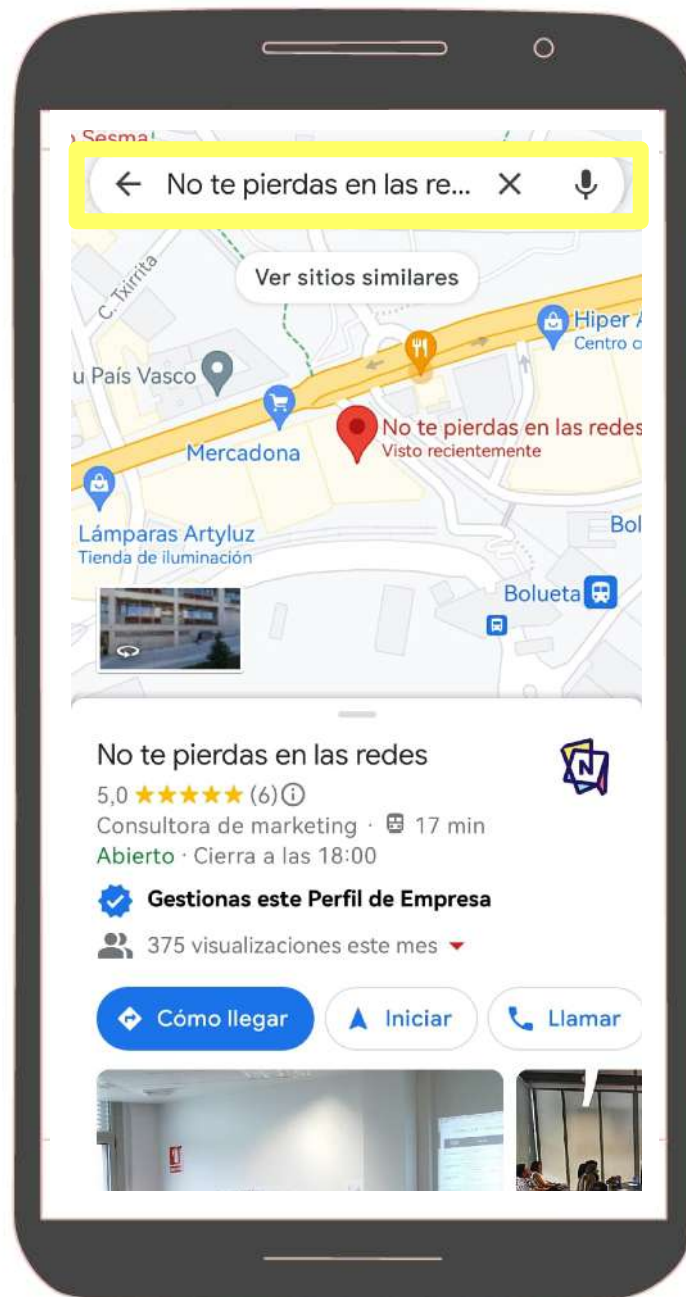 o Sesma
No te pierdas en las re...
Ver sitios similares
C. Txirrita
Hiper A
Centro c
u País Vasco
No te pierdas en las redes
Visto recientemente
Mercadona
Lámparas Artyluz
Tienda de iluminación
Bol
Bolueta
No te pierdas en las redes
N
5,0 (6)
Consultora de marketing · 17 min
Abierto · Cierra a las 18:00
Gestionas este Perfil de Empresa
375 visualizaciones este mes
Cómo llegar
Iniciar
Llamar